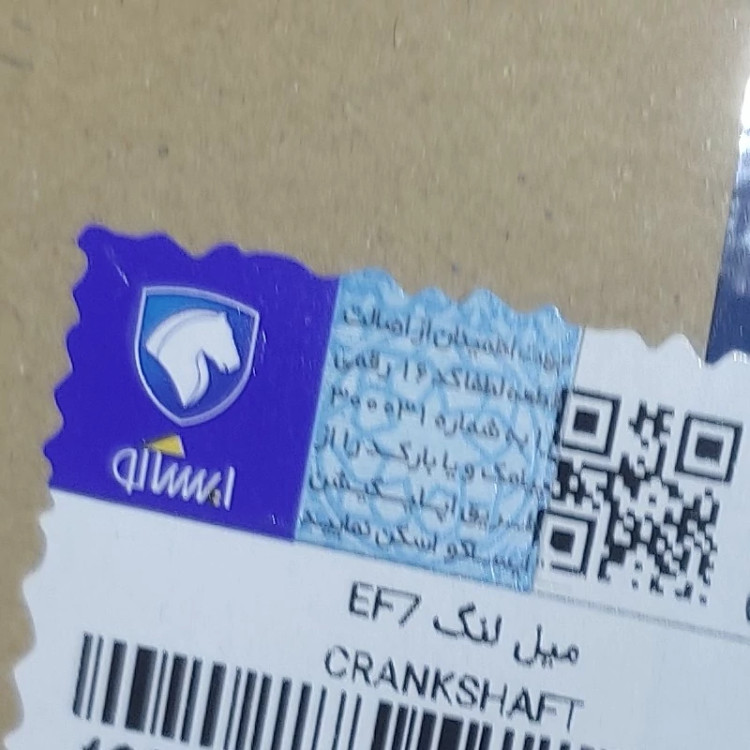 ایساکو
جهت اطمینان از اصالت
قطعه لطفا کد ۱۶ رقمی
را به شماره ۳۰۰۰۳۱
پیامک و یا بارکد را از
طریق اپلیکیشن
ایساکو اسکن نمایید
میل لنگ EF7
CRANKSHAFT